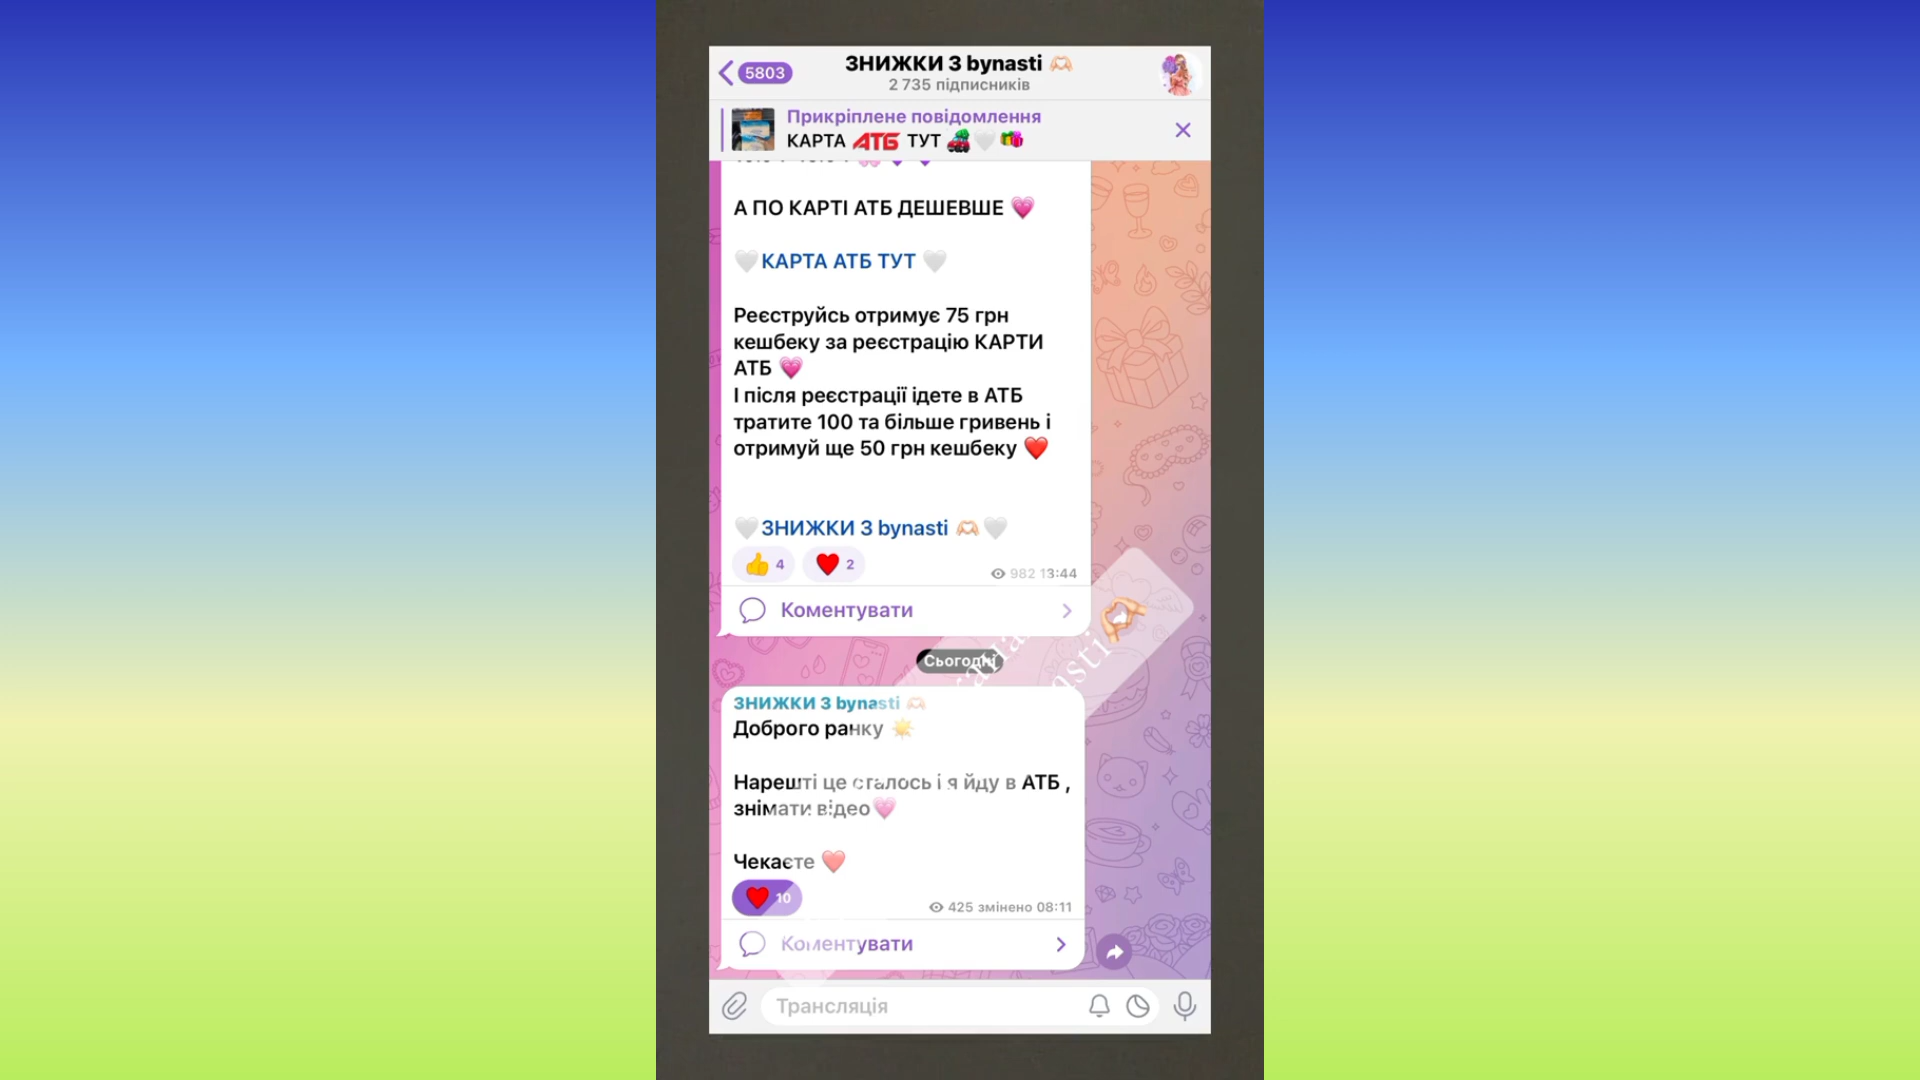 5803
ЗНИЖКИ З bynasti 🫶🏻
2 735 підписників
Прикріплене повідомлення
КАРТА АТБ ТУТ 🎄🤍🎁
А ПО КАРТІ АТБ ДЕШЕВШЕ 💗
🤍КАРТА АТБ ТУТ 🤍
Реєструйсь отримує 75 грн
кешбеку за реєстрацію КАРТИ
АТБ 💗
І після реєстрації ідете в АТБ
тратите 100 та більше гривень і
отримуй ще 50 грн кешбеку ❤️
🤍ЗНИЖКИ З bynasti 🫶🏻🤍
👍 4 ❤️ 2
982 13:44
Коментувати
Сьогодні
ЗНИЖКИ З bynasti 🫶🏻
Доброго ранку ☀️
Нарешті це сталось і я йду в АТБ ,
знімати відео💗
Чекаєте ❤️
❤️ 10
425 змінено 08:11
Коментувати
Трансляція